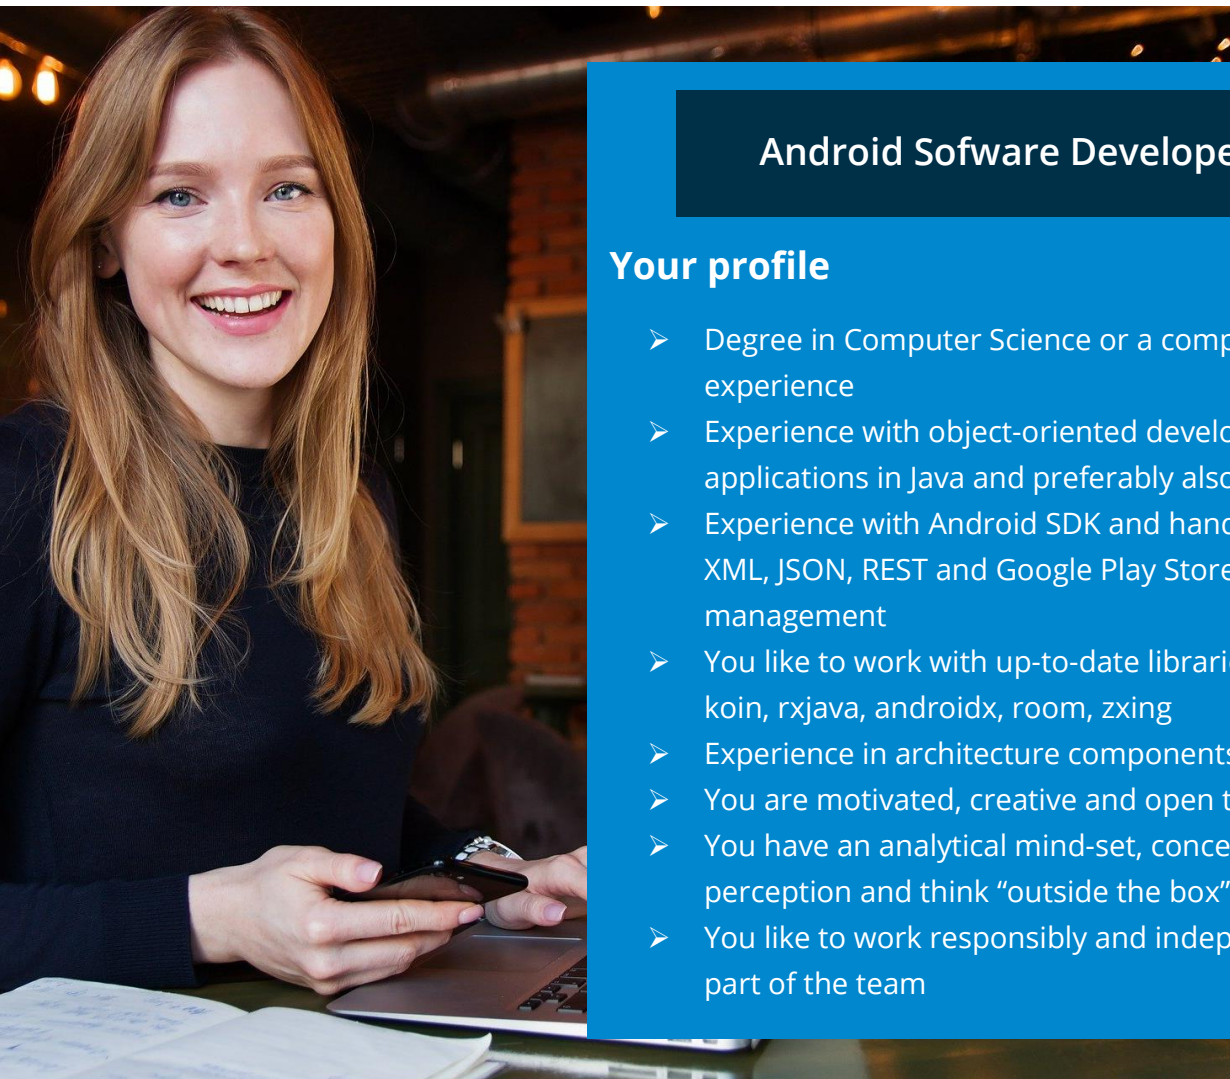 Android Sofware Develope
Your profile
➢ Degree in Computer Science or a comp
experience
➢ Experience with object-oriented develo
applications in Java and preferably also
➢ Experience with Android SDK and hand
XML, JSON, REST and Google Play Store
management
➢ You like to work with up-to-date librari
koin, rxjava, androidx, room, zxing
➢ Experience in architecture components
➢ You are motivated, creative and open t
➢ You have an analytical mind-set, conce
perception and think “outside the box”
➢ You like to work responsibly and indep
part of the team